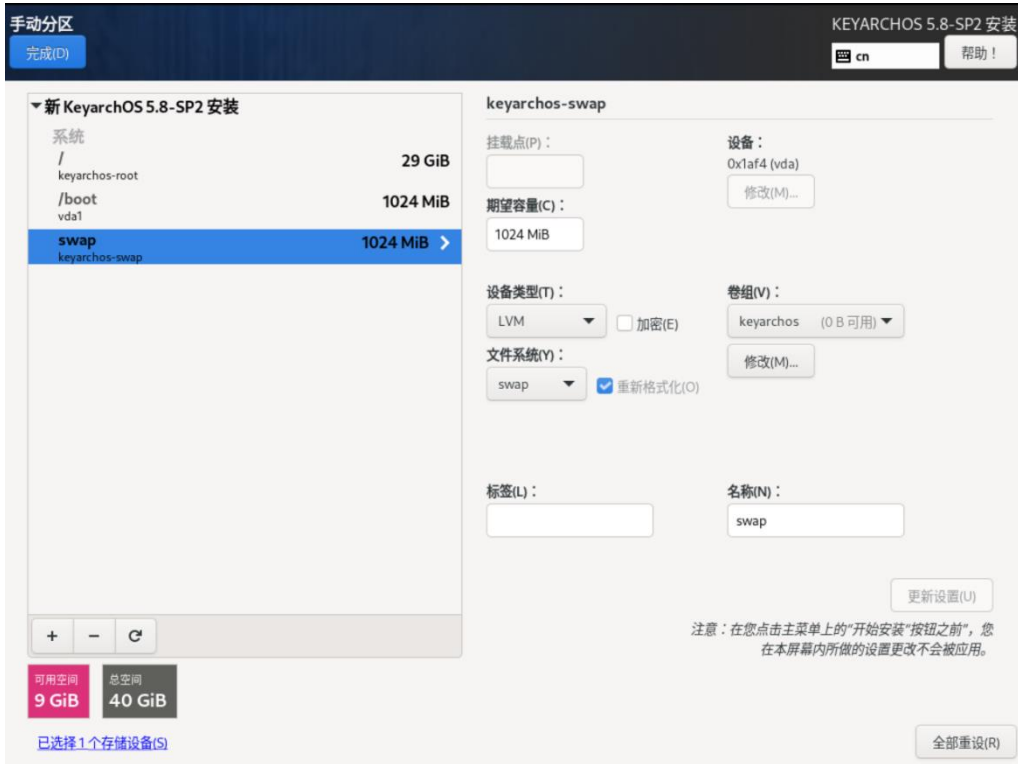 手动分区
完成(D)
KEYARCHOS 5.8-SP2 安装
cn
帮助！
新 KeyarchOS 5.8-SP2 安装
系统
/
29 GiB
keyarchos-root
/boot
1024 MiB
vda1
swap
1024 MiB
keyarchos-swap
keyarchos-swap
挂载点(P)：
设备：
0x1af4 (vda)
修改(M)...
期望容量(C)：
1024 MiB
设备类型(T)：
卷组(V)：
LVM
加密(E)
keyarchos (0 B 可用)
文件系统(Y)：
修改(M)...
swap
重新格式化(O)
标签(L)：
名称(N)：
swap
更新设置(U)
注意：在您点击主菜单上的"开始安装"按钮之前"，您
在本屏幕内所做的设置更改不会被应用。
+ −
可用空间
9 GiB
总空间
40 GiB
已选择 1 个存储设备(S)
全部重设(R)